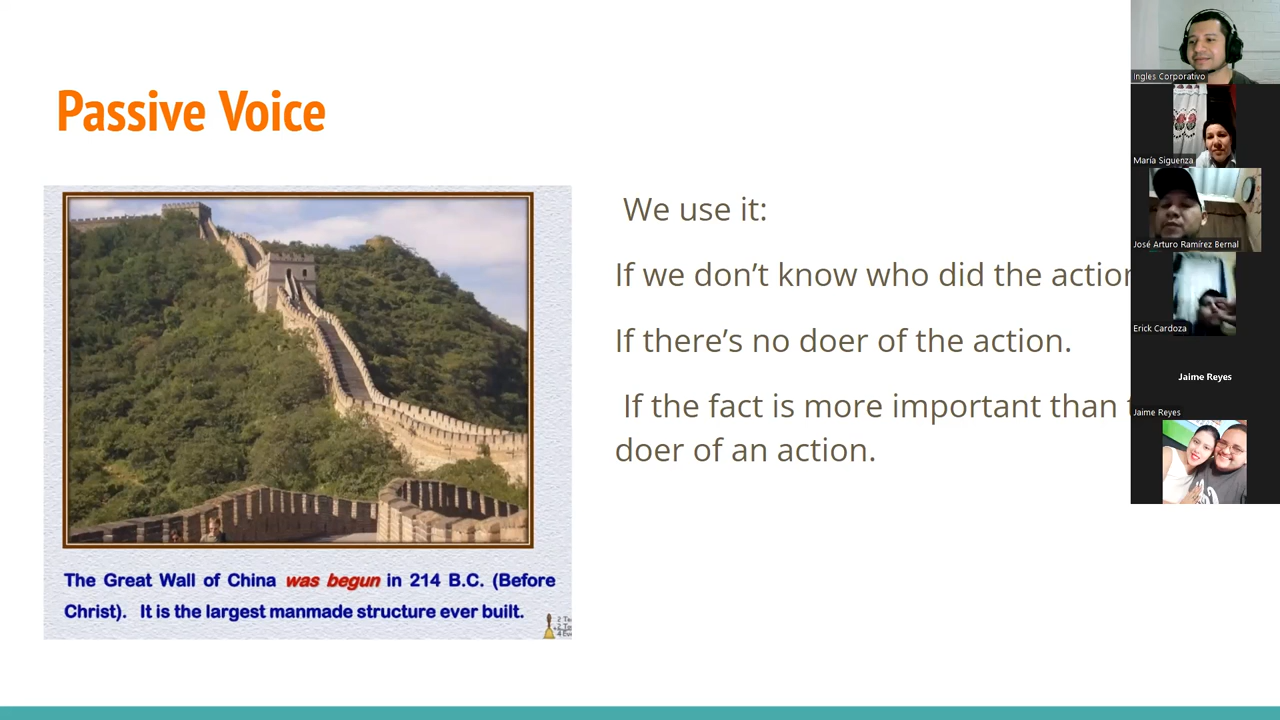 Passive Voice
We use it:
If we don’t know who did the action
If there’s no doer of the action.
If the fact is more important than
doer of an action.
The Great Wall of China was begun in 214 B.C. (Before
Christ). It is the largest manmade structure ever built.
Ingles Corporativo
María Siguenza
José Arturo Ramírez Bernal
Erick Cardoza
Jaime Reyes
Jaime Reyes